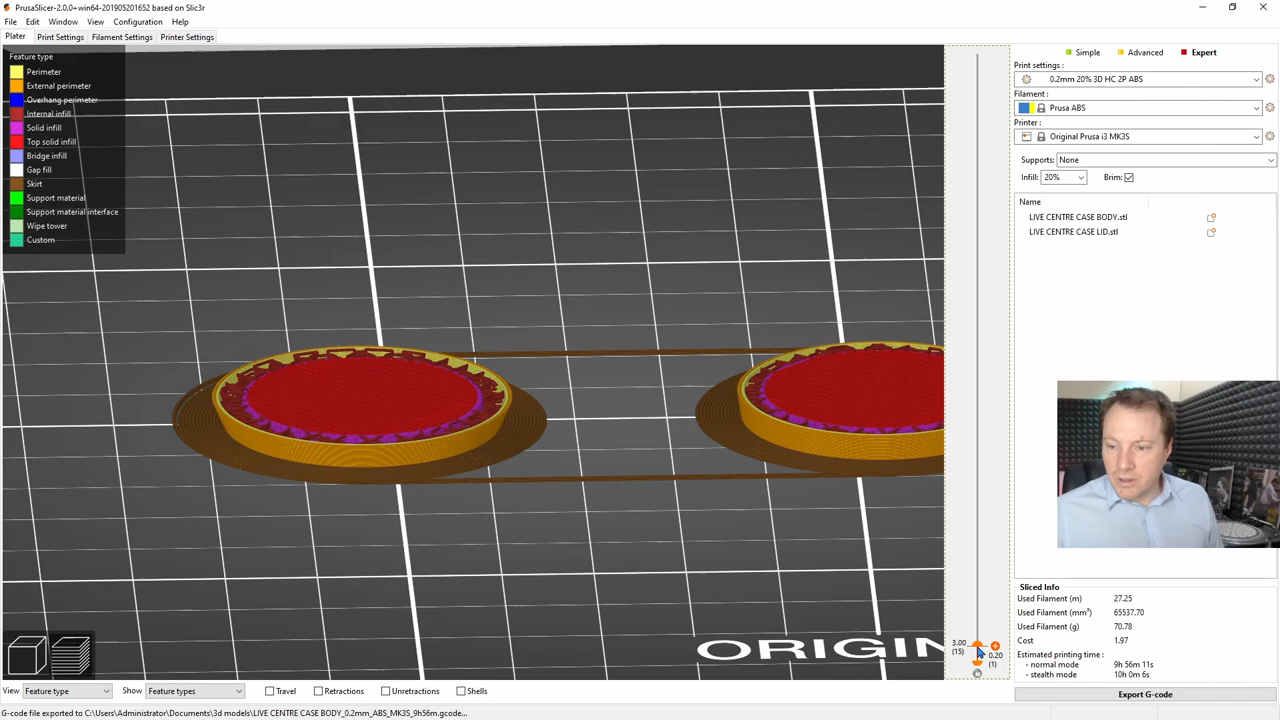 PrusaSlicer-2.0.0+win64-201905201652 based on Slic3r
File Edit Window View Configuration Help
Plater Print Settings Filament Settings Printer Settings
Feature type
Perimeter
External perimeter
Overhang perimeter
Internal infill
Solid infill
Top solid infill
Bridge infill
Gap fill
Skirt
Support material
Support material interface
Wipe tower
Custom
ORIGIN
3.00
(15)
0.20
(1)
Simple Advanced Expert
Print settings :
0.2mm 20% 3D HC 2P ABS
Filament :
Prusa ABS
Printer :
Original Prusa i3 MK3S
Supports: None
Infill: 20% Brim:
Name
LIVE CENTRE CASE BODY.stl
LIVE CENTRE CASE LID.stl
Sliced Info
Used Filament (m) 27.25
Used Filament (mm³) 65537.70
Used Filament (g) 70.78
Cost 1.97
Estimated printing time :
- normal mode 9h 56m 11s
- stealth mode 10h 0m 6s
Export G-code
View Feature type Show Feature types Travel Retractions Unretractions Shells
G-code file exported to C:\Users\Administrator\Documents\3d models\LIVE CENTRE CASE BODY_0.2mm_ABS_MK3S_9h56m.gcode...